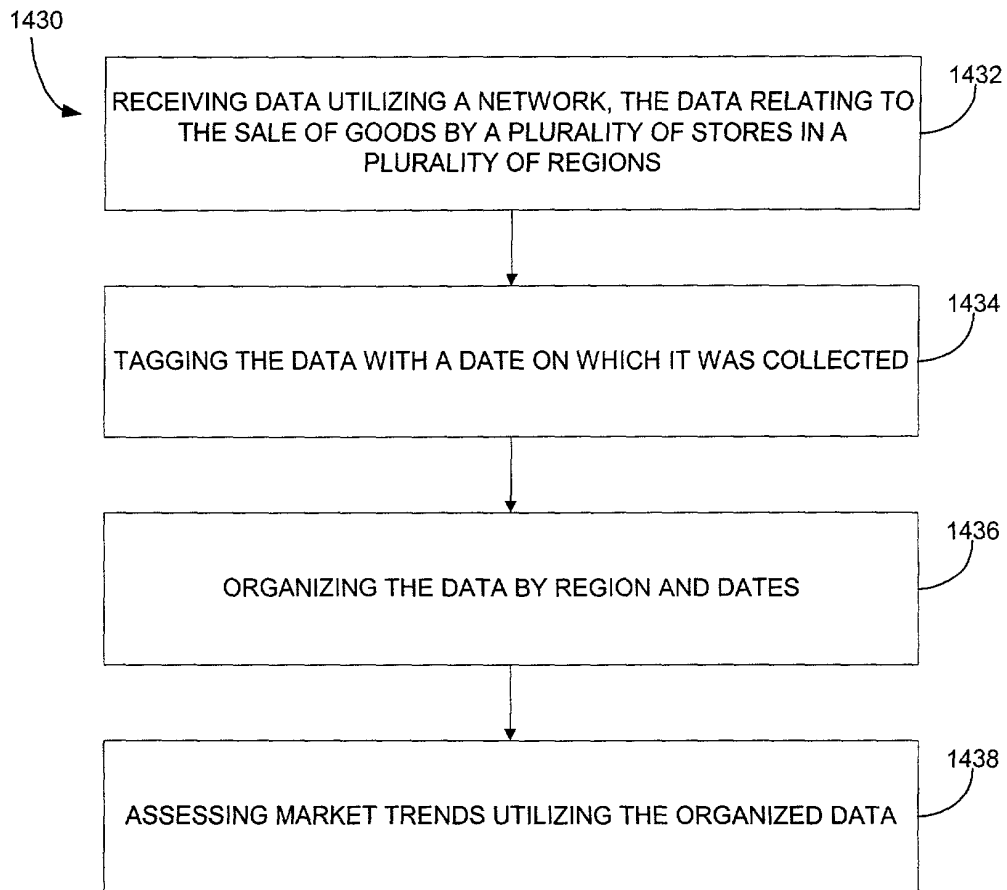 1430
1432
RECEIVING DATA UTILIZING A NETWORK, THE DATA RELATING TO
THE SALE OF GOODS BY A PLURALITY OF STORES IN A
PLURALITY OF REGIONS
1434
TAGGING THE DATA WITH A DATE ON WHICH IT WAS COLLECTED
1436
ORGANIZING THE DATA BY REGION AND DATES
1438
ASSESSING MARKET TRENDS UTILIZING THE ORGANIZED DATA